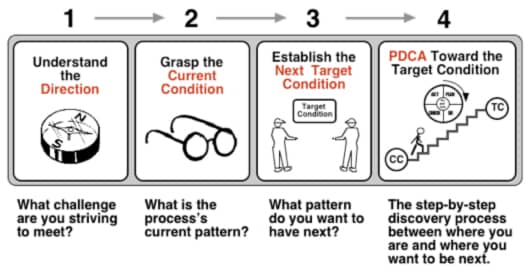 1
2
3
4
Understand
the
Direction
N
S
Grasp the
Current
Condition
Establish the
Next Target
Condition
Target
Condition
PDCA Toward the
Target Condition
ACT
PLAN
CHECK
DO
TC
CC
What challenge
are you striving
to meet?
What is the
process's
current pattern?
What pattern
do you want to
have next?
The step-by-step
discovery process
between where you
are and where you
want to be next.